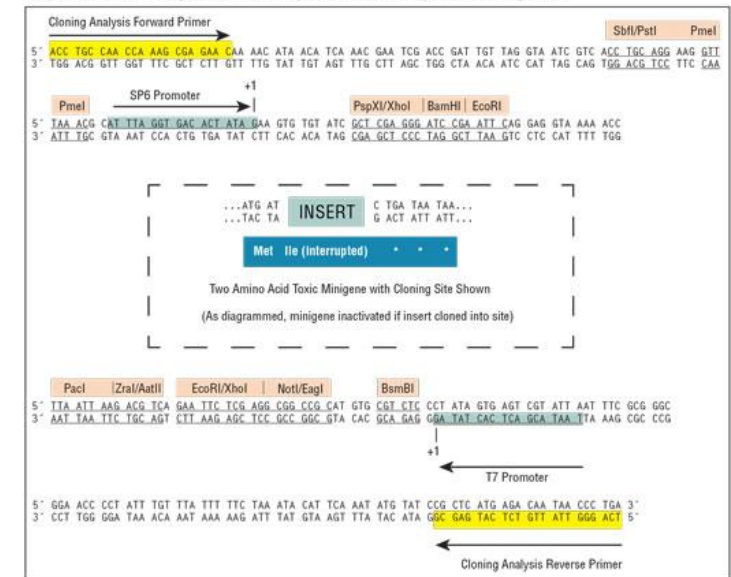 Cloning Analysis Forward Primer
SbfI/PstI PmeI
5´ ACC TGC CAA CCA AAG CGA GAA CAA AAC ATA ACA TCA AAC GAA TCG ACC GAT TGT TAG GTA ATC GTC ACC TGC AGG AAG GTT
3´ TGG ACG GTT GGT TTC GCT CTT GTT TTG TAT TGT AGT TTG CTT AGC TGG CTA ACA ATC CAT TAG CAG TGG ACG TCC TTC CAA
+1
PmeI SP6 Promoter PspXI/XhoI BamHI EcoRI
5´ TAA ACG CAT TTA GGT GAC ACT ATA GAA GTG TGT ATC GCT CGA GGG ATC CGA ATT CAG GAG GTA AAA ACC
3´ ATT TGC GTA AAT CCA CTG TGA TAT CTT CAC ACA TAG CGA GCT CCC TAG GCT TAA GTC CTC CAT TTT TGG
...ATG AT INSERT C TGA TAA TAA...
...TAC TA G ACT ATT ATT...
Met Ile (Interrupted) * * *
Two Amino Acid Toxic Minigene with Cloning Site Shown
(As diagrammed, minigene inactivated if insert cloned into site)
PacI ZraI/AatII EcoRI/XhoI NotI/EagI BsmBI
5´ TTA ATT AAG ACG TCA GAA TTC TCG AGG CGG CCG CAT GTG CGT CTC CCT ATA GTG AGT CGT ATT AAT TTC GCG GGC
3´ AAT TAA TTC TGC AGT CTT AAG AGC TCC GCC GGC GTA CAC GCA GAG GGA TAT CAC TCA GCA TAA TTA AAG CGC CCG
+1
T7 Promoter
5´ GGA ACC CCT ATT TGT TTA TTT TTC TAA ATA CAT TCA AAT ATG TAT CCG CTC ATG AGA CAA TAA CCC TGA 3´
3´ CCT TGG GGA TAA ACA AAT AAA AAG ATT TAT GTA AGT TTA TAC ATA GGC GAG TAC TCT GTT ATT GGG ACT 5´
Cloning Analysis Reverse Primer